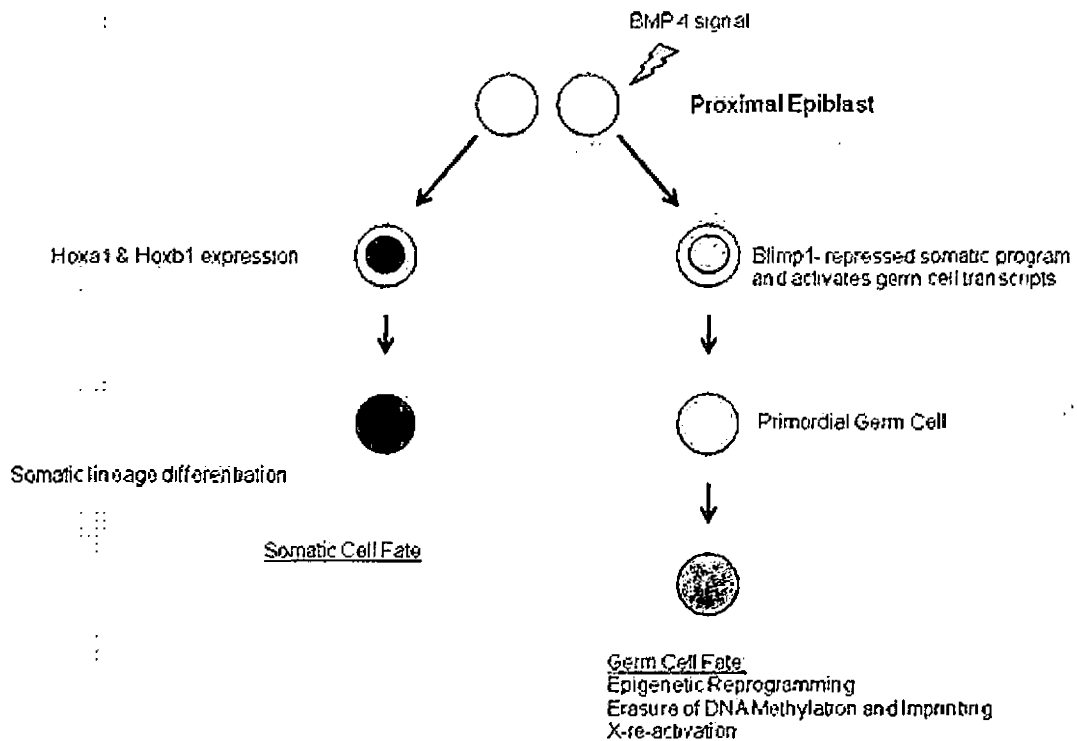 BMP4 signal
Proximal Epiblast
Hoxa1 & Hoxb1 expression
Blimp1- repressed somatic program
and activates germ cell transcripts
Primordial Germ Cell
Somatic lineage differentiation
Somatic Cell Fate
Germ Cell Fate:
Epigenetic Reprogramming
Erasure of DNA Methylation and Imprinting
X-re-activation